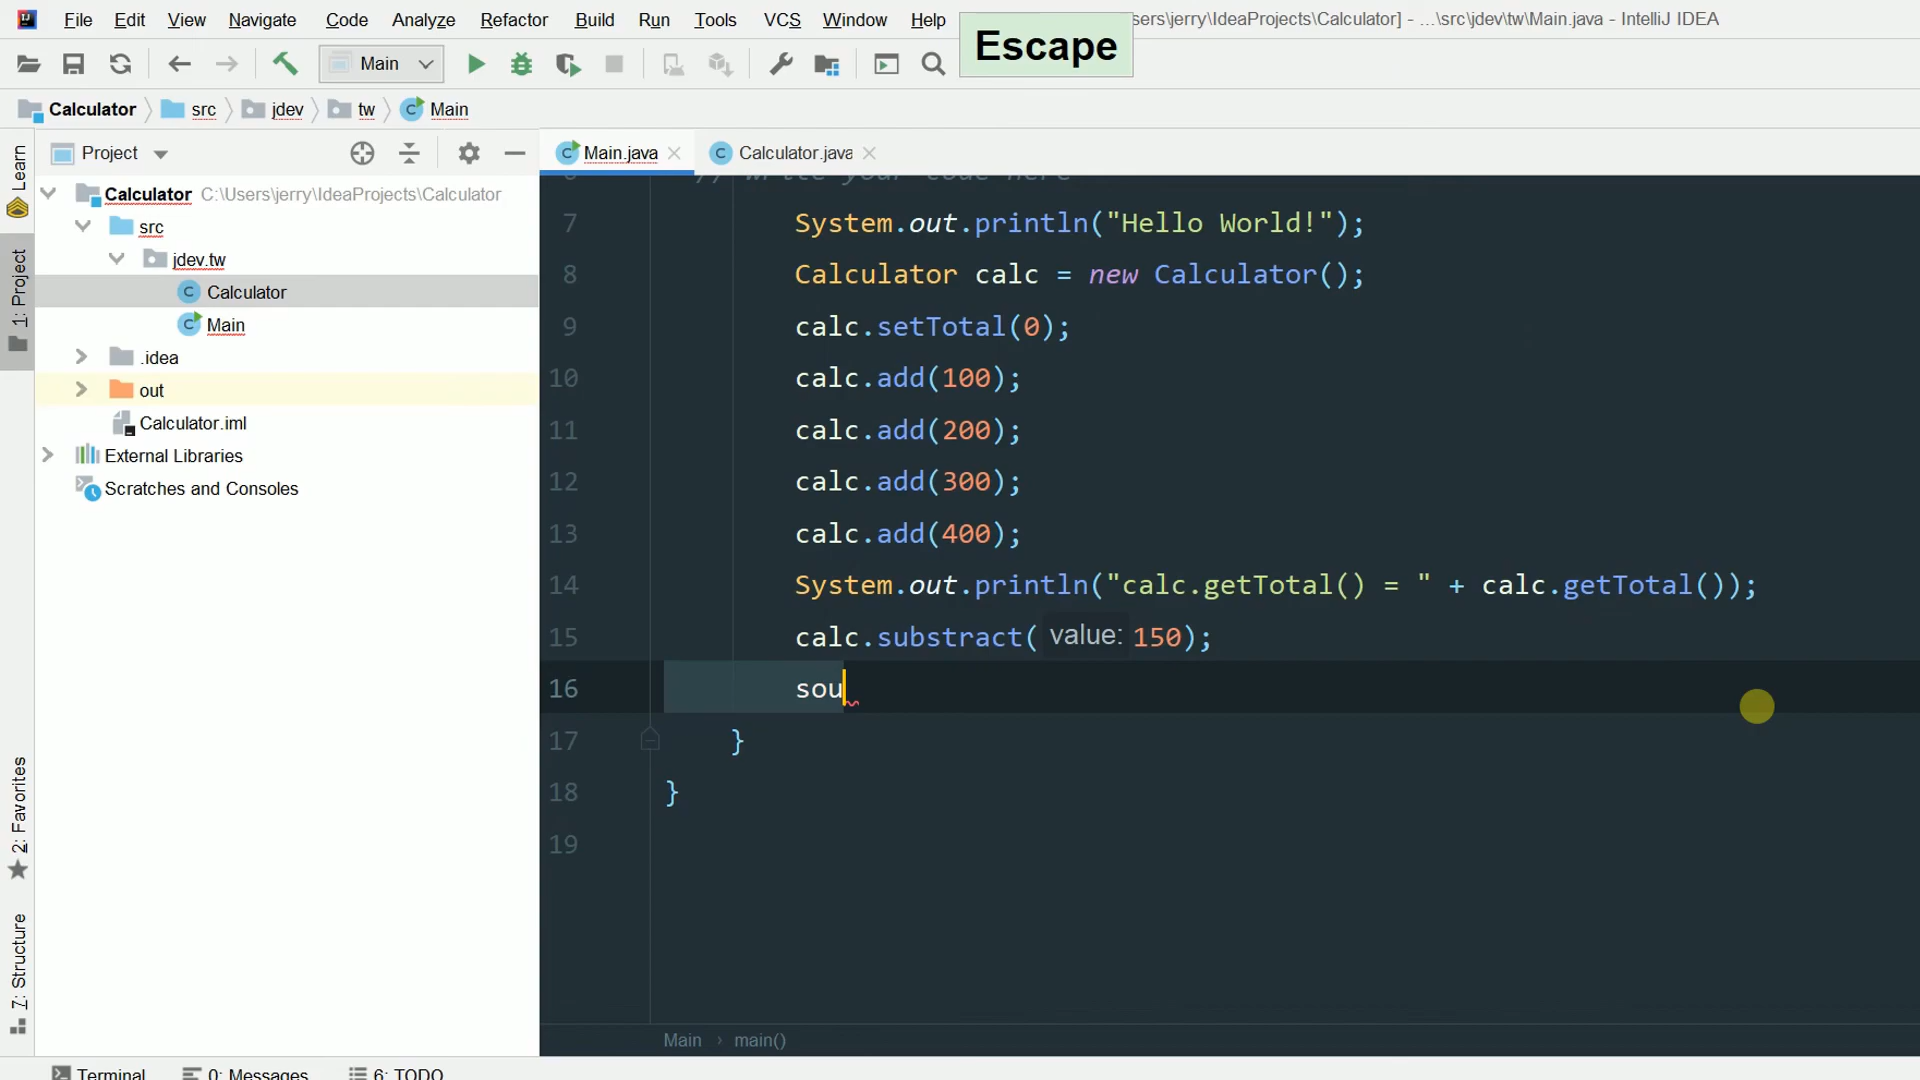 File Edit View Navigate Code Analyze Refactor Build Run Tools VCS Window Help sers\jerry\IdeaProjects\Calculator] - ...\src\jdev\tw\Main.java - IntelliJ IDEA
Escape
Main
Calculator src jdev tw Main
Project
Main.java Calculator.java
Learn
1: Project
2: Favorites
7: Structure
Calculator C:\Users\jerry\IdeaProjects\Calculator
src
jdev.tw
Calculator
Main
.idea
out
Calculator.iml
External Libraries
Scratches and Consoles
6 // write your code here
7 System.out.println("Hello World!");
8 Calculator calc = new Calculator();
9 calc.setTotal(0);
10 calc.add(100);
11 calc.add(200);
12 calc.add(300);
13 calc.add(400);
14 System.out.println("calc.getTotal() = " + calc.getTotal());
15 calc.substract( value: 150);
16 sou
17 }
18 }
19
Main › main()
Terminal 0: Messages 6: TODO